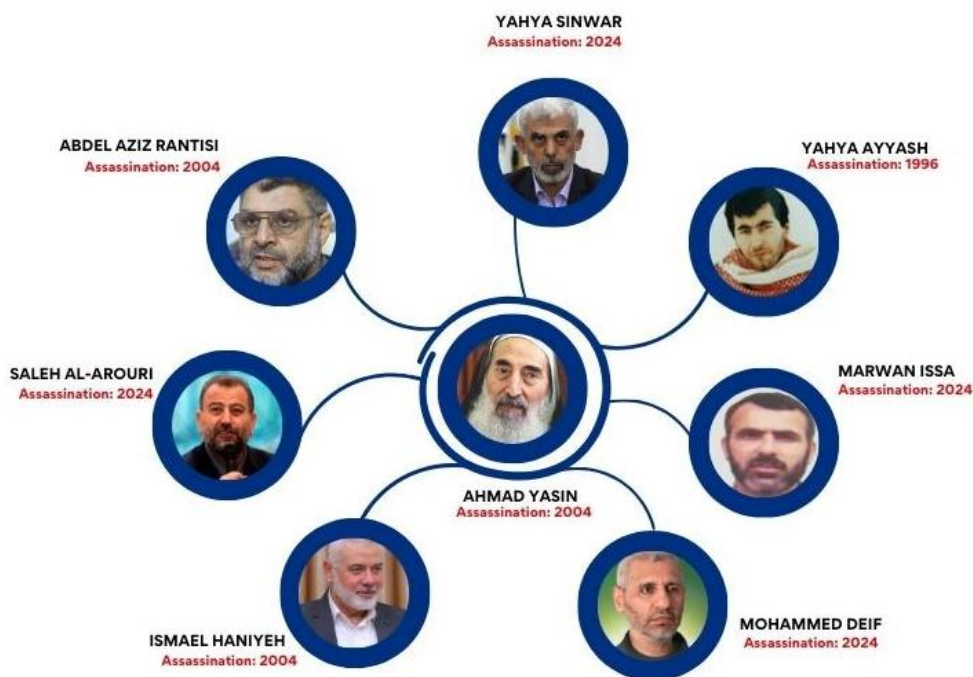 YAHYA SINWAR
Assassination: 2024
ABDEL AZIZ RANTISI
Assassination: 2004
YAHYA AYYASH
Assassination: 1996
SALEH AL-AROURI
Assassination: 2024
MARWAN ISSA
Assassination: 2024
AHMAD YASIN
Assassination: 2004
ISMAEL HANIYEH
Assassination: 2004
MOHAMMED DEIF
Assassination: 2024